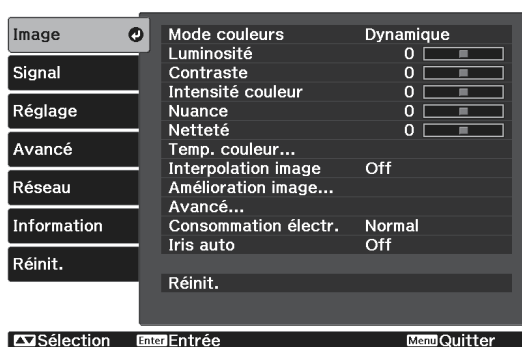 Image
Signal
Réglage
Avancé
Réseau
Information
Réinit.
Mode couleurs Dynamique
Luminosité 0
Contraste 0
Intensité couleur 0
Nuance 0
Netteté 0
Temp. couleur...
Interpolation image Off
Amélioration image...
Avancé...
Consommation électr. Normal
Iris auto Off
Réinit.
Sélection Enter Entrée Menu Quitter